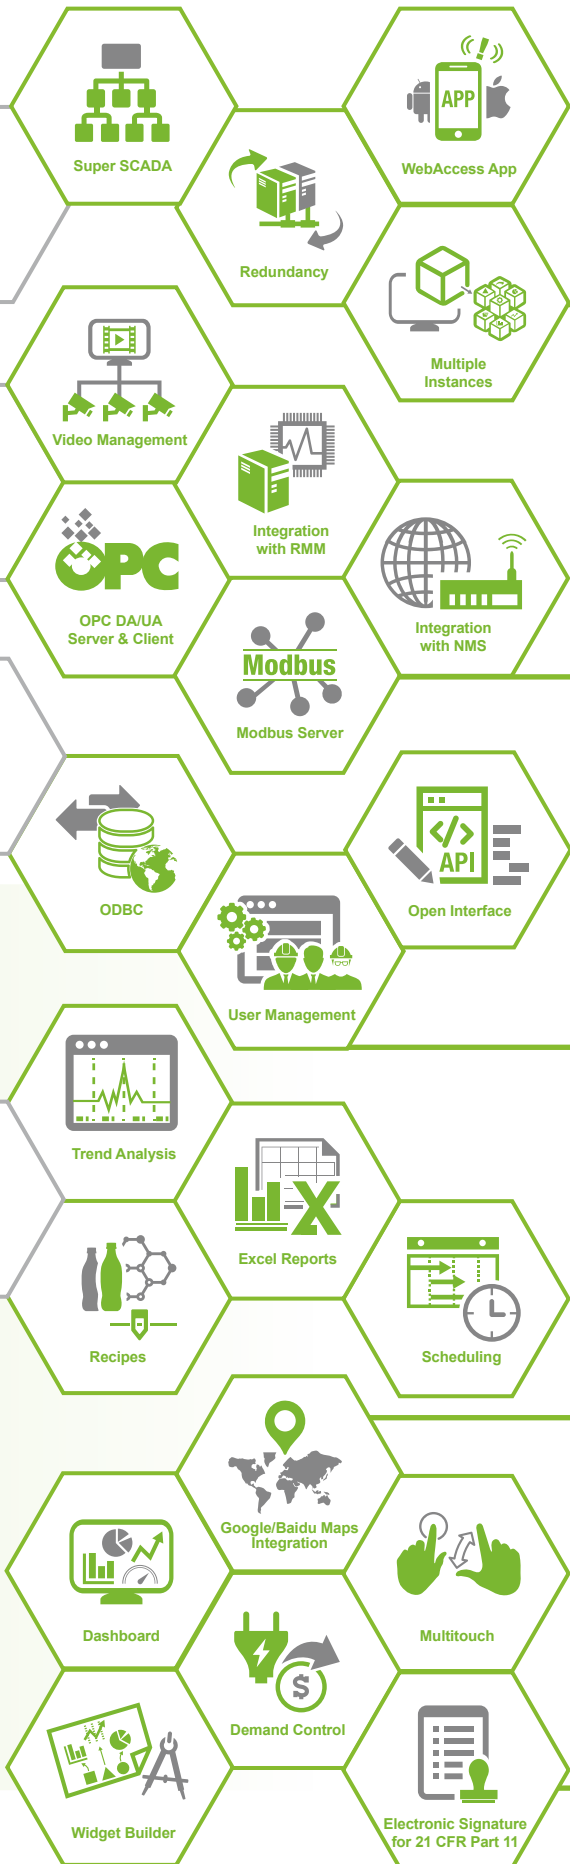 Super SCADA
APP
WebAccess App
Redundancy
Multiple
Instances
Video Management
Integration
with RMM
OPC
OPC DA/UA
Server & Client
Integration
with NMS
Modbus
Modbus Server
ODBC
</>
API
Open Interface
User Management
Trend Analysis
X
Excel Reports
Recipes
Scheduling
Google/Baidu Maps
Integration
Dashboard
Multitouch
$
Demand Control
Widget Builder
Electronic Signature
for 21 CFR Part 11